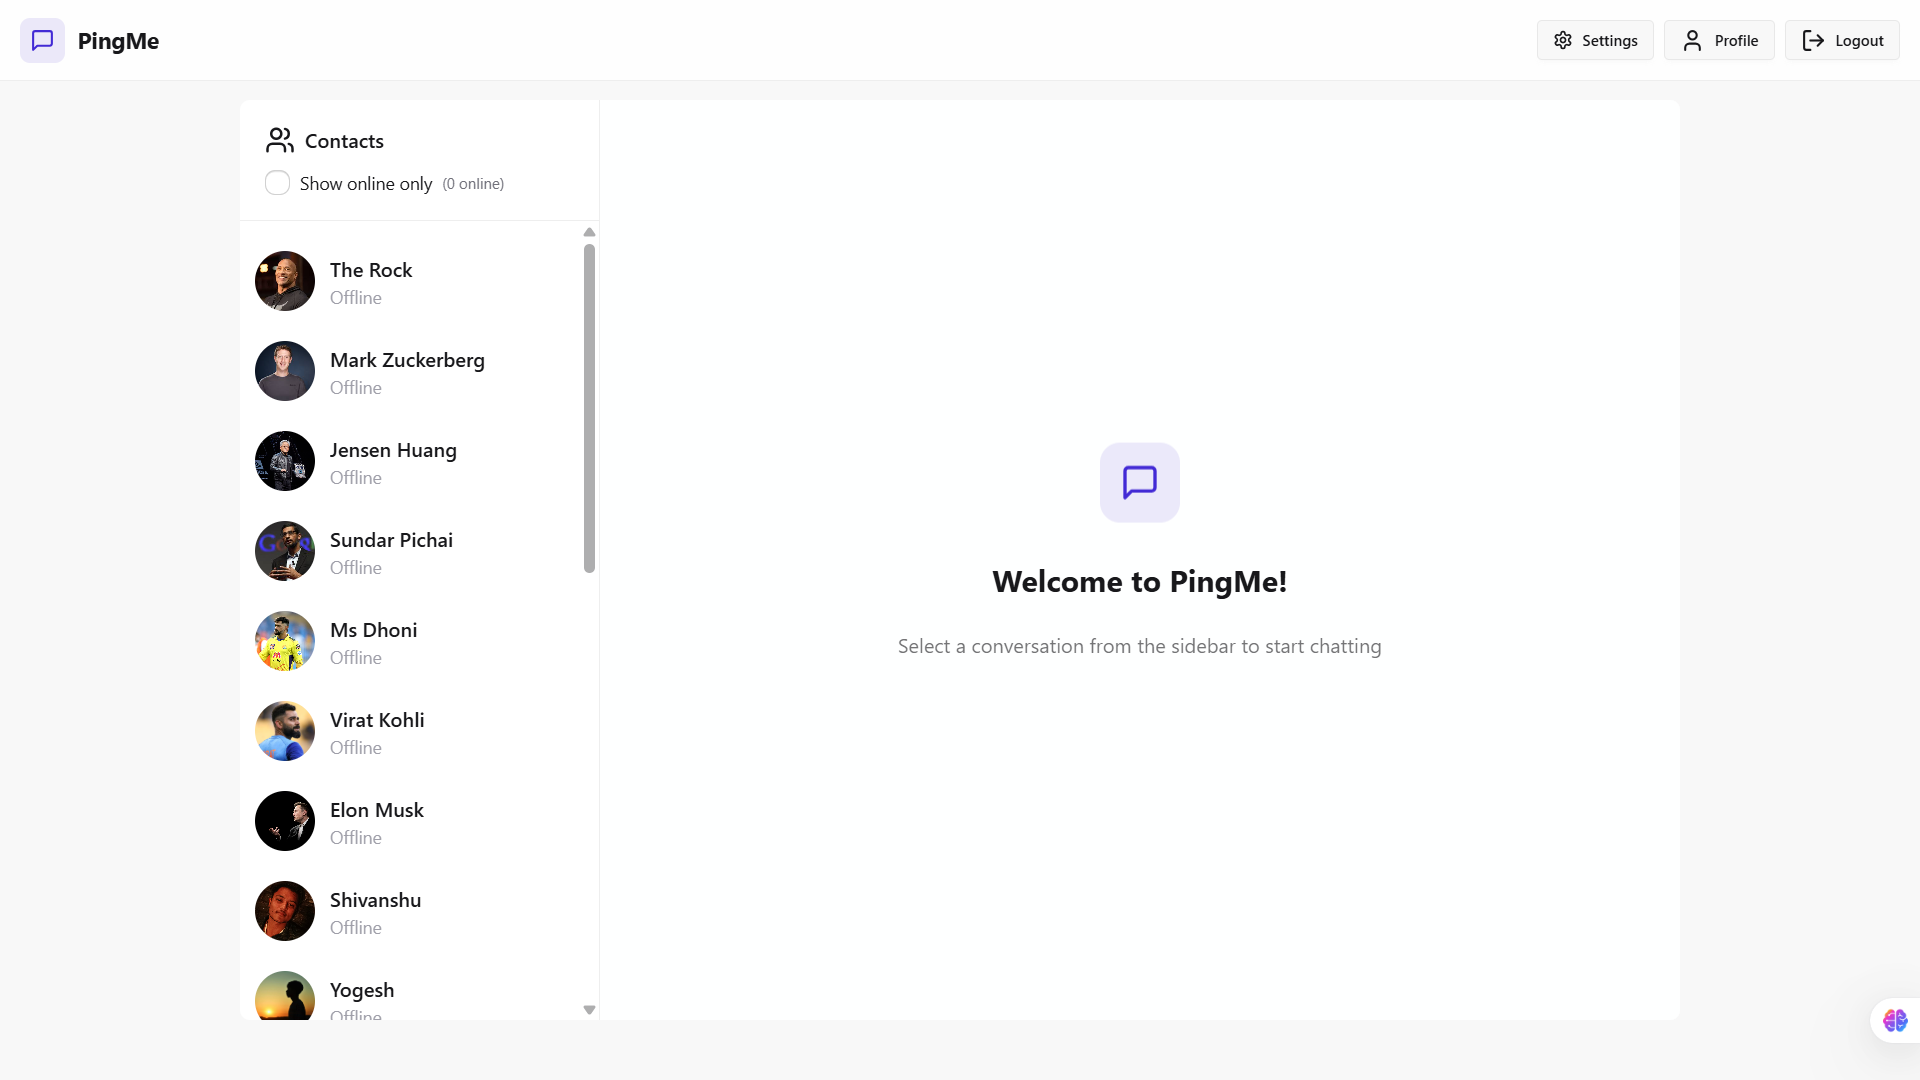 PingMe
Settings
Profile
Logout
Contacts
Show online only (0 online)
The Rock
Offline
Mark Zuckerberg
Offline
Jensen Huang
Offline
Sundar Pichai
Offline
Ms Dhoni
Offline
Virat Kohli
Offline
Elon Musk
Offline
Shivanshu
Offline
Yogesh
Offline
Welcome to PingMe!
Select a conversation from the sidebar to start chatting